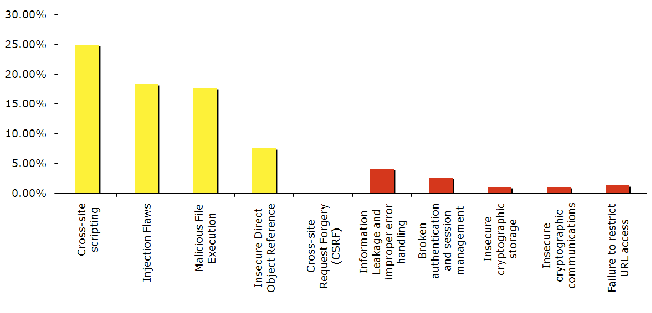 30.00%
25.00%
20.00%
15.00%
10.00%
5.00%
0.00%
Cross-site
scripting
Injection Flaws
Malicious File
Execution
Insecure Direct
Object Reference
Cross-site
Request Forgery
(CSRF)
Information
Leakage and
Improper error
handling
Broken
authentication
and session
management
Insecure
cryptographic
storage
Insecure
cryptographic
communications
Failure to restrict
URL access